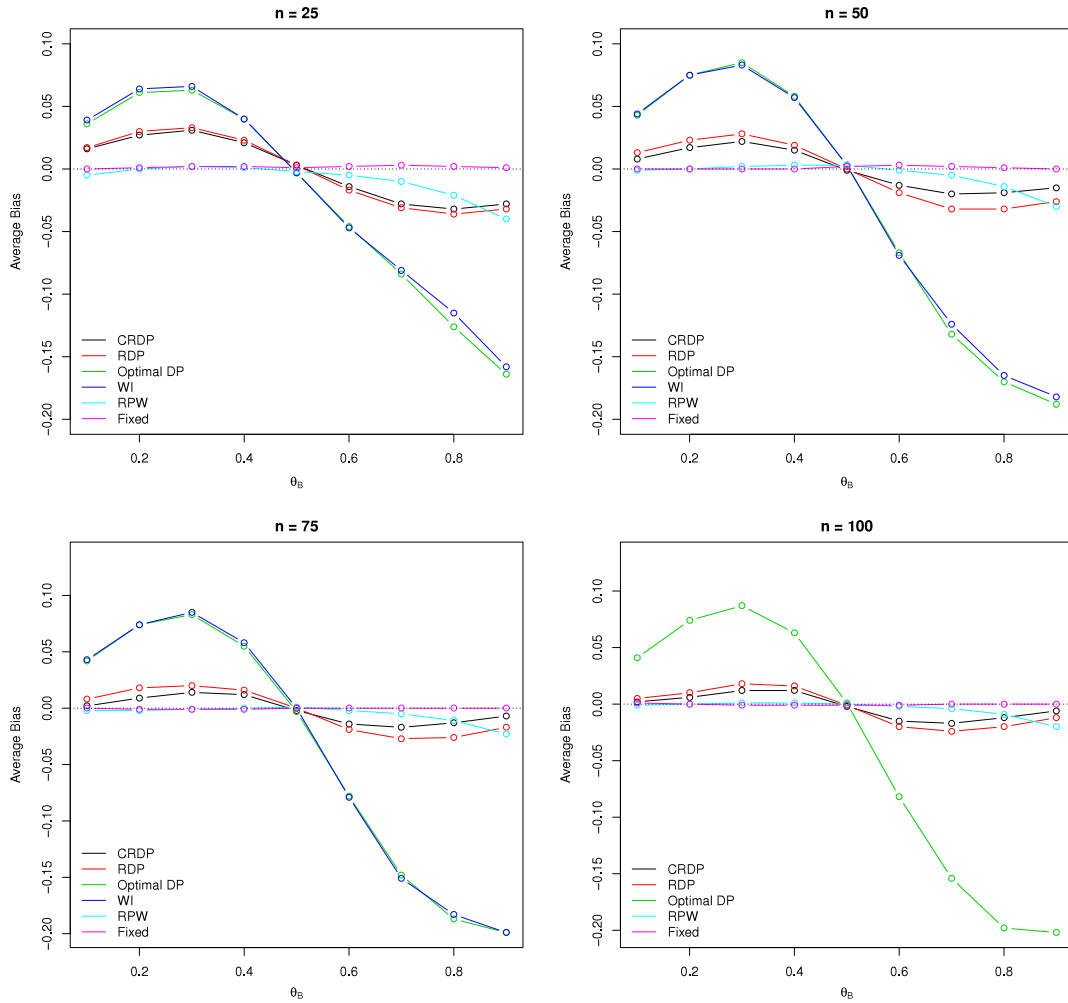 n = 25
Average Bias
0.10
0.05
0.00
−0.05
−0.10
−0.15
−0.20
CRDP
RDP
Optimal DP
WI
RPW
Fixed
0.2 0.4 0.6 0.8
θB
n = 50
Average Bias
0.10
0.05
0.00
−0.05
−0.10
−0.15
−0.20
CRDP
RDP
Optimal DP
WI
RPW
Fixed
0.2 0.4 0.6 0.8
θB
n = 75
Average Bias
0.10
0.05
0.00
−0.05
−0.10
−0.15
−0.20
CRDP
RDP
Optimal DP
WI
RPW
Fixed
0.2 0.4 0.6 0.8
θB
n = 100
Average Bias
0.10
0.05
0.00
−0.05
−0.10
−0.15
−0.20
CRDP
RDP
Optimal DP
RPW
Fixed
0.2 0.4 0.6 0.8
θB